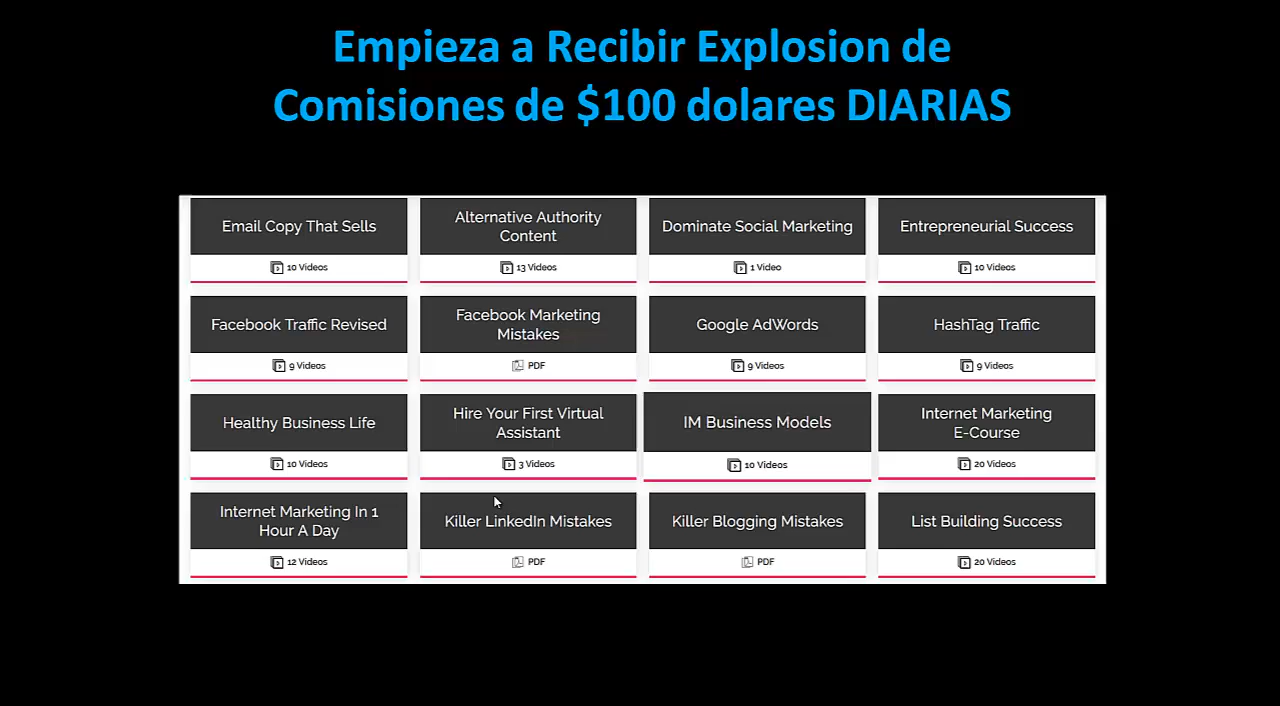 Empieza a Recibir Explosion de
Comisiones de $100 dolares DIARIAS
Email Copy That Sells
10 Videos
Alternative Authority
Content
13 Videos
Dominate Social Marketing
1 Video
Entrepreneurial Success
10 Videos
Facebook Traffic Revised
9 Videos
Facebook Marketing
Mistakes
PDF
Google AdWords
9 Videos
HashTag Traffic
9 Videos
Healthy Business Life
10 Videos
Hire Your First Virtual
Assistant
3 Videos
IM Business Models
10 Videos
Internet Marketing
E-Course
20 Videos
Internet Marketing In 1
Hour A Day
12 Videos
Killer LinkedIn Mistakes
PDF
Killer Blogging Mistakes
PDF
List Building Success
20 Videos